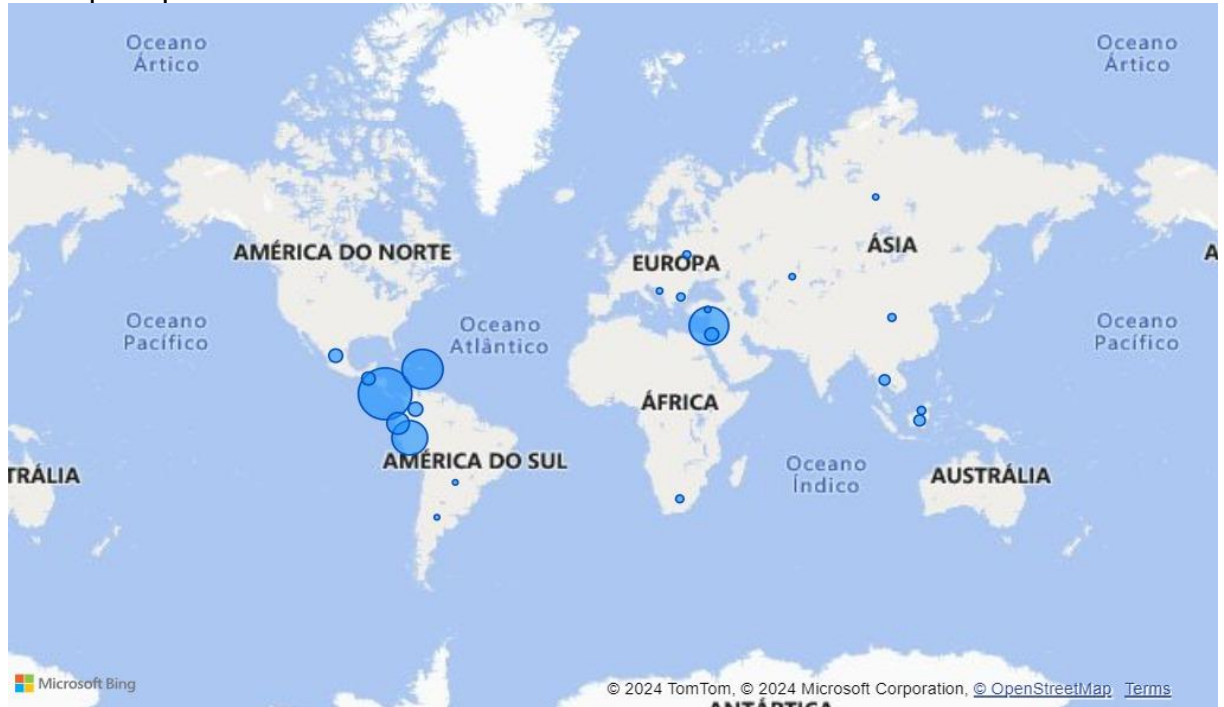 Oceano
Ártico
Oceano
Ártico
AMÉRICA DO NORTE
EUROPA
ÁSIA
A
Oceano
Pacífico
Oceano
Atlântico
Oceano
Pacífico
ÁFRICA
AMÉRICA DO SUL
Oceano
Índico
TRÁLIA
AUSTRÁLIA
Microsoft Bing
© 2024 TomTom, © 2024 Microsoft Corporation, © OpenStreetMap Terms
ANTÁRTICA